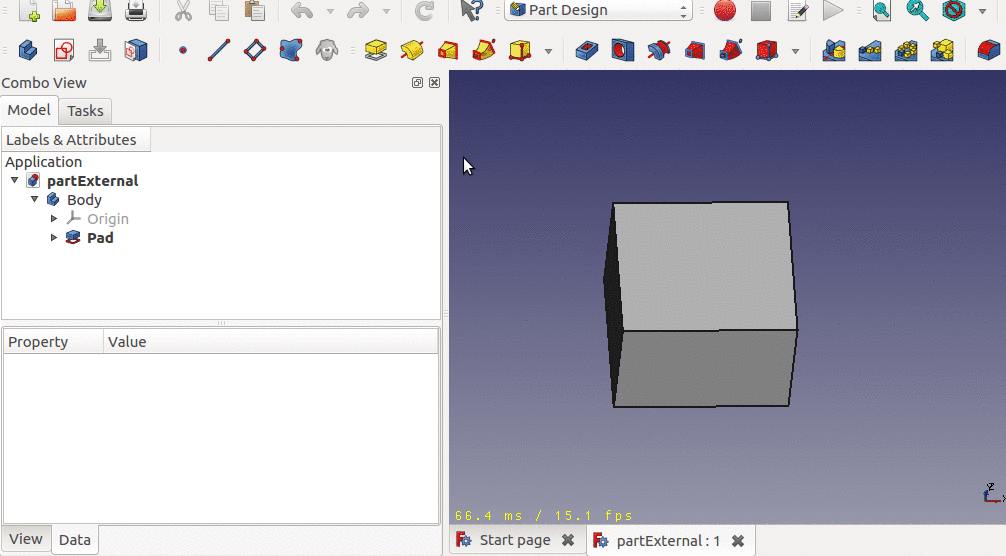 Part Design
Combo View
Model Tasks
Labels & Attributes
Application
partExternal
Body
Origin
Pad
Property Value
View Data
66.4 ms / 15.1 fps
Start page partExternal : 1
Z
X